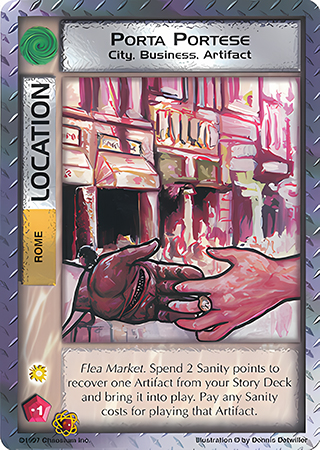 PORTA PORTESE
City. Business. Artifact
LOCATION
ROME
Flea Market. Spend 2 Sanity points to
recover one Artifact from your Story Deck
and bring it into play. Pay any Sanity
costs for playing that Artifact.
-1
©1997 Chaosium Inc.
Illustration © by Dennis Detwiller